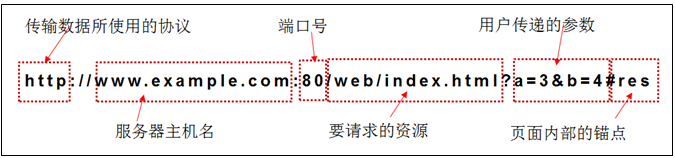 传输数据所使用的协议 端口号 用户传递的参数
http://www.example.com:80/web/index.html?a=3&b=4#res
服务器主机名 要请求的资源 页面内部的锚点